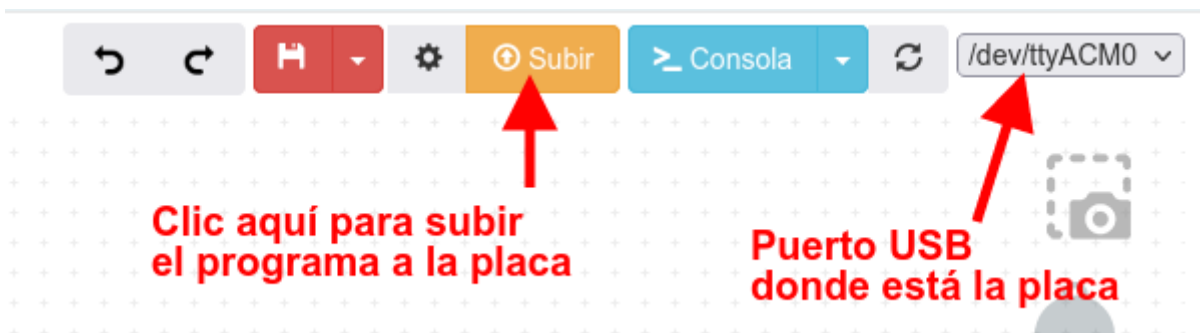 Subir
Consola
/dev/ttyACM0
Clic aquí para subir
el programa a la placa
Puerto USB
donde está la placa